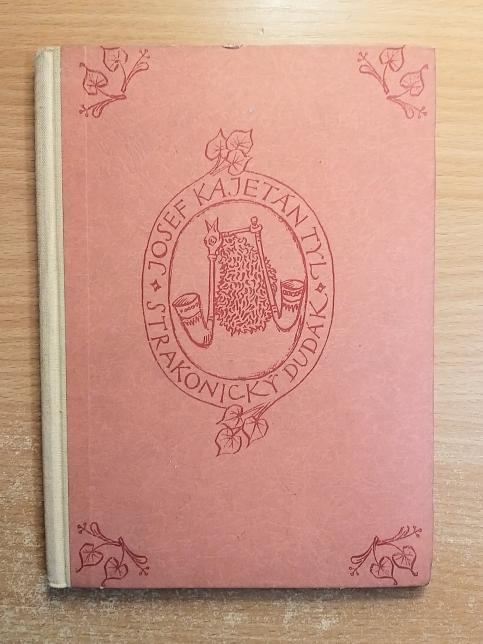 JOSEF KAJETÁN TYL
STRAKONICKÝ DUDÁK